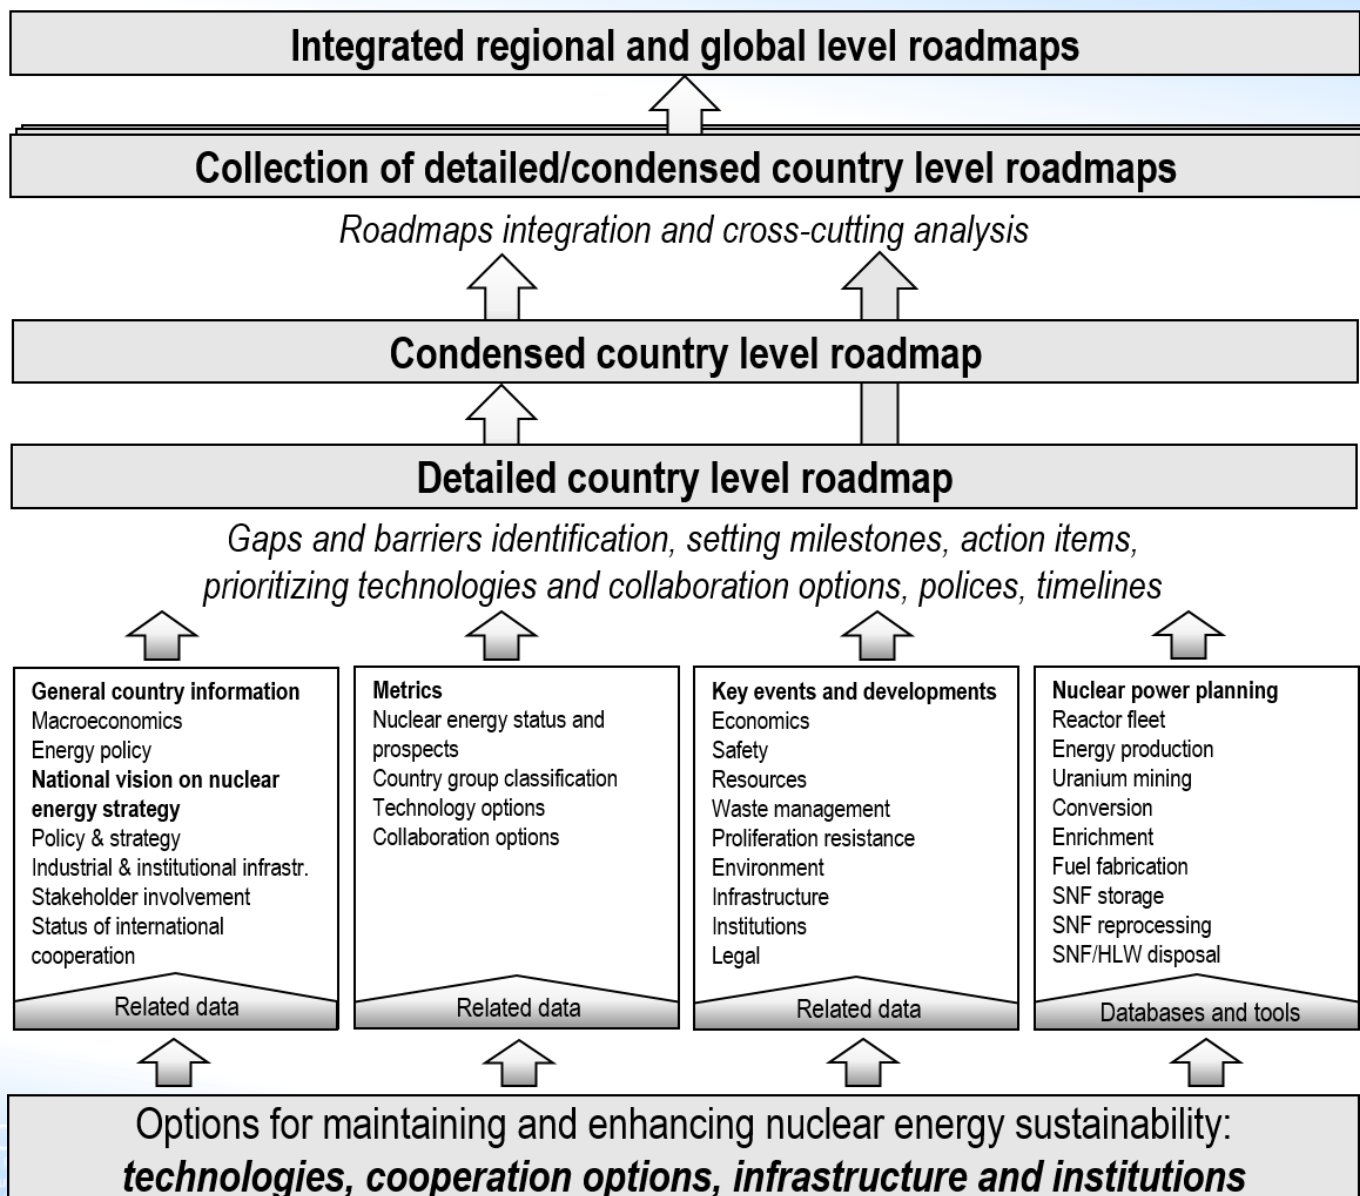 Integrated regional and global level roadmaps
Collection of detailed/condensed country level roadmaps
Roadmaps integration and cross-cutting analysis
Condensed country level roadmap
Detailed country level roadmap
Gaps and barriers identification, setting milestones, action items,
prioritizing technologies and collaboration options, polices, timelines
General country information
Macroeconomics
Energy policy
National vision on nuclear
energy strategy
Policy & strategy
Industrial & institutional infrastr.
Stakeholder involvement
Status of international
cooperation
Related data
Metrics
Nuclear energy status and
prospects
Country group classification
Technology options
Collaboration options
Related data
Key events and developments
Economics
Safety
Resources
Waste management
Proliferation resistance
Environment
Infrastructure
Institutions
Legal
Related data
Nuclear power planning
Reactor fleet
Energy production
Uranium mining
Conversion
Enrichment
Fuel fabrication
SNF storage
SNF reprocessing
SNF/HLW disposal
Databases and tools
Options for maintaining and enhancing nuclear energy sustainability:
technologies, cooperation options, infrastructure and institutions